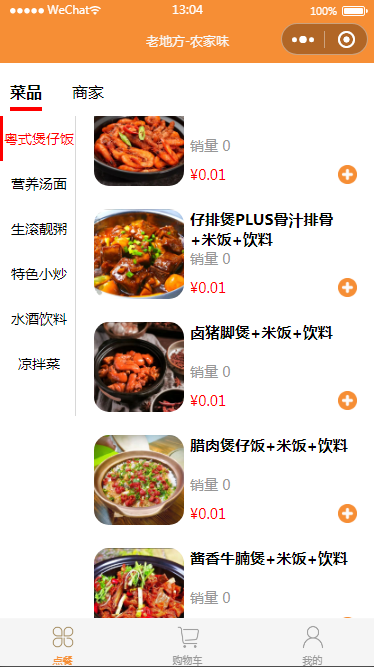 WeChat
13:04
100%
老地方-农家味
菜品
商家
粤式煲仔饭
营养汤面
生滚靓粥
特色小炒
水酒饮料
凉拌菜
销量 0
¥0.01
仔排煲PLUS骨汁排骨
+米饭+饮料
销量 0
¥0.01
卤猪脚煲+米饭+饮料
销量 0
¥0.01
腊肉煲仔饭+米饭+饮料
销量 0
¥0.01
酱香牛腩煲+米饭+饮料
销量 0
点餐
购物车
我的